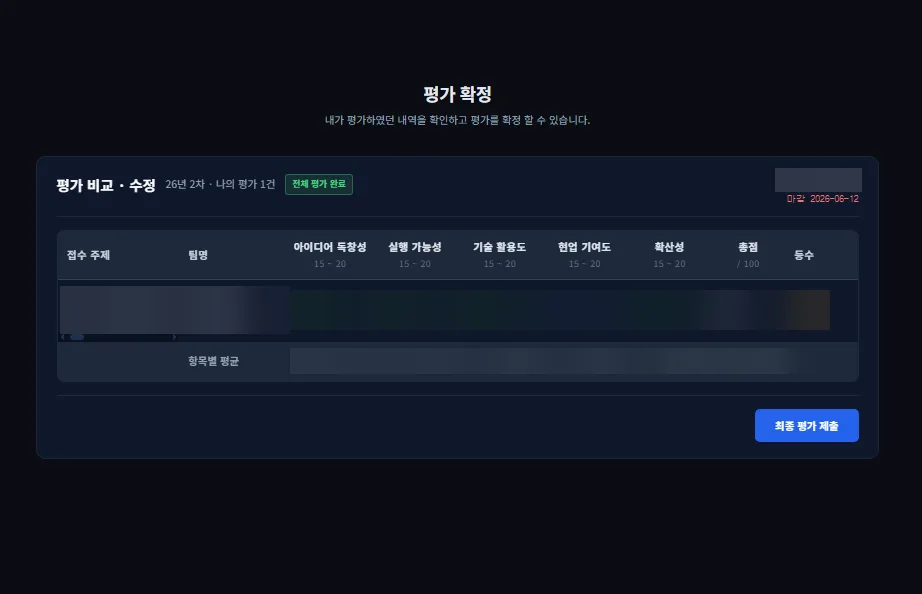 평가 확정
내가 평가하였던 내역을 확인하고 평가를 확정 할 수 있습니다.
평가 비교 · 수정 26년 2차 · 나의 평가 1건 전체 평가 완료
마감 2026-06-12
접수 주제 팀명 아이디어 독창성 실행 가능성 기술 활용도 현업 기여도 확산성 총점 등수
15 ~ 20 15 ~ 20 15 ~ 20 15 ~ 20 15 ~ 20 / 100
항목별 평균
최종 평가 제출